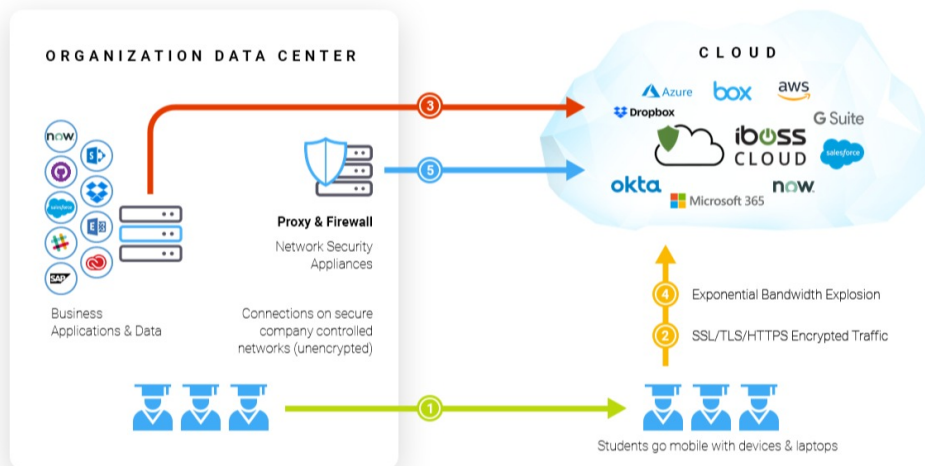 ORGANIZATION DATA CENTER
CLOUD
Azure
box
aws
Dropbox
G Suite
3
now
iboss
CLOUD
salesforce
5
okta
now.
Microsoft 365
Proxy & Firewall
Network Security
Appliances
salesforce
S
E
SAP
Business
Applications & Data
Connections on secure
company controlled
networks (unencrypted)
4
Exponential Bandwidth Explosion
2
SSL/TLS/HTTPS Encrypted Traffic
1
Students go mobile with devices & laptops